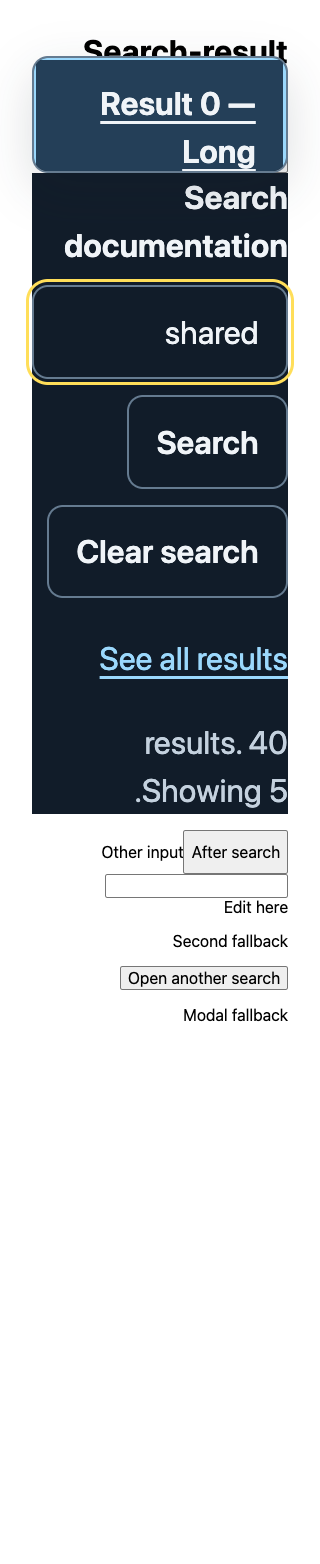 Search-result
Result 0 —
Long
Search
documentation
shared
Search
Clear search
See all results
results. 40
.Showing 5
Other input After search
Edit here
Second fallback
Open another search
Modal fallback